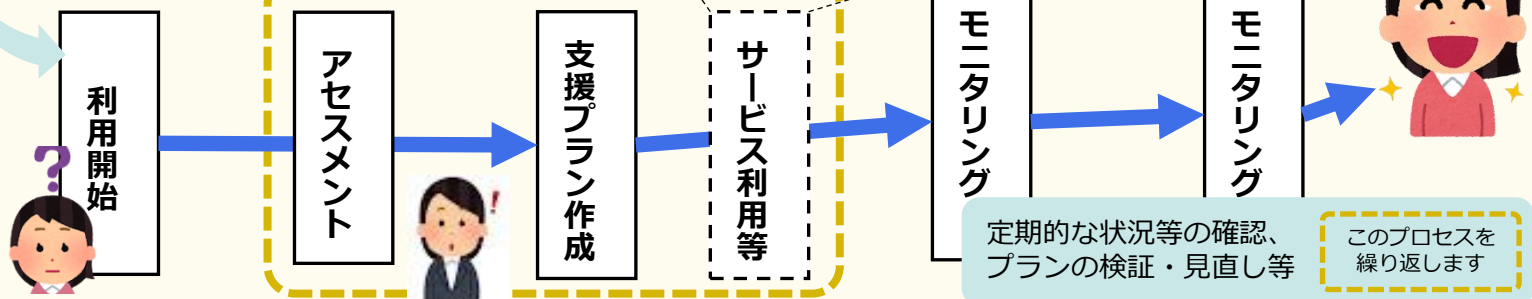 利用開始
?
アセスメント
!
支援プラン作成
サービス利用等
モニタリング
モニタリング
定期的な状況等の確認、
プランの検証・見直し等
このプロセスを
繰り返します